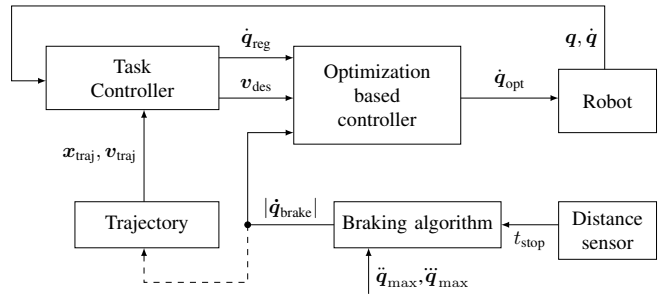 q, q̇
Task
Controller
q̇_reg
v_des
Optimization
based
controller
q̇_opt
Robot
x_traj, v_traj
Trajectory
|q̇_brake|
Braking algorithm
t_stop
Distance
sensor
q̈_max, q⃛_max